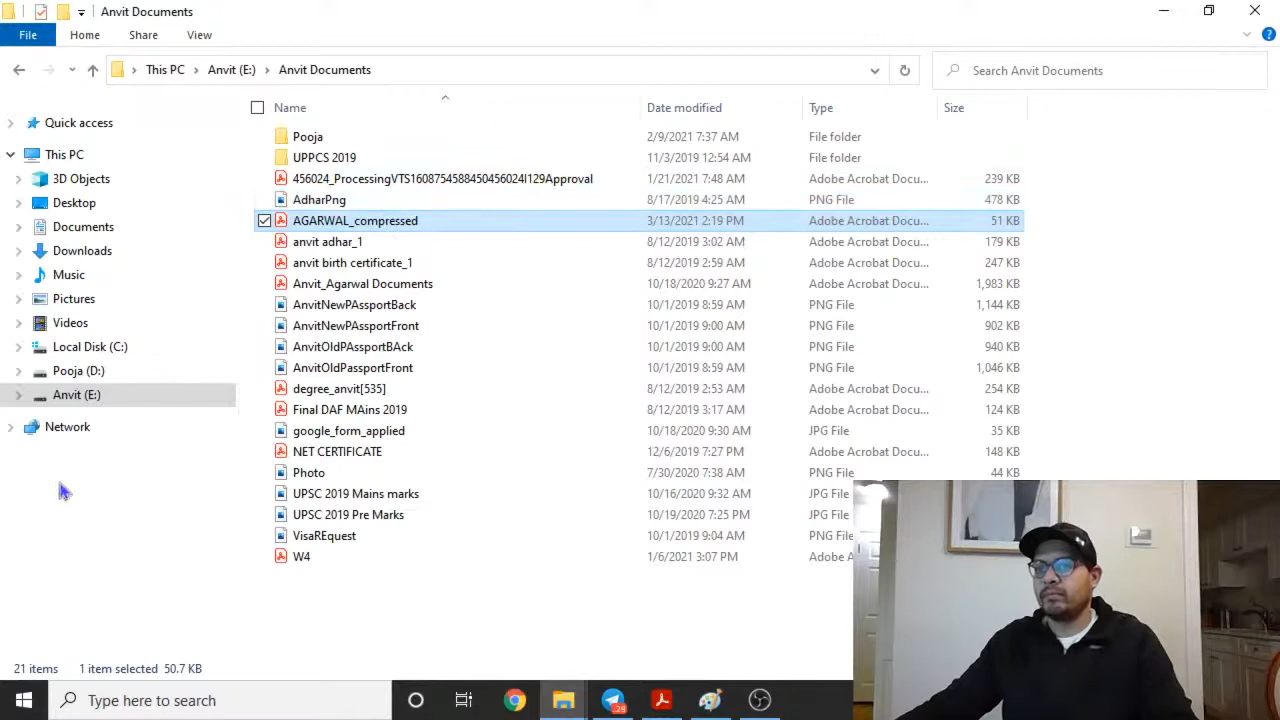 Anvit Documents
File Home Share View
This PC Anvit (E:) Anvit Documents
Search Anvit Documents
Name Date modified Type Size
Quick access
This PC
3D Objects
Desktop
Documents
Downloads
Music
Pictures
Videos
Local Disk (C:)
Pooja (D:)
Anvit (E:)
Network
Pooja 2/9/2021 7:37 AM File folder
UPPCS 2019 11/3/2019 12:54 AM File folder
456024_ProcessingVTS1608754588450456024I129Approval 1/21/2021 7:48 AM Adobe Acrobat Docu... 239 KB
AdharPng 8/17/2019 4:25 AM PNG File 478 KB
AGARWAL_compressed 3/13/2021 2:19 PM Adobe Acrobat Docu... 51 KB
anvit adhar_1 8/12/2019 3:02 AM Adobe Acrobat Docu... 179 KB
anvit birth certificate_1 8/12/2019 2:59 AM Adobe Acrobat Docu... 247 KB
Anvit_Agarwal Documents 10/18/2020 9:27 AM Adobe Acrobat Docu... 1,983 KB
AnvitNewPAssportBack 10/1/2019 8:59 AM PNG File 1,144 KB
AnvitNewPAssportFront 10/1/2019 9:00 AM PNG File 902 KB
AnvitOldPAssportBAck 10/1/2019 9:00 AM PNG File 940 KB
AnvitOldPassportFront 10/1/2019 8:59 AM PNG File 1,046 KB
degree_anvit[535] 8/12/2019 2:53 AM Adobe Acrobat Docu... 254 KB
Final DAF MAins 2019 8/12/2019 3:17 AM Adobe Acrobat Docu... 124 KB
google_form_applied 10/18/2020 9:30 AM JPG File 35 KB
NET CERTIFICATE 12/6/2019 7:27 PM Adobe Acrobat Docu... 148 KB
Photo 7/30/2020 7:38 AM PNG File 44 KB
UPSC 2019 Mains marks 10/16/2020 9:32 AM JPG File
UPSC 2019 Pre Marks 10/19/2020 7:25 PM JPG File
VisaREquest 10/1/2019 9:04 AM PNG File
W4 1/6/2021 3:07 PM Adobe A
21 items 1 item selected 50.7 KB
Type here to search
29